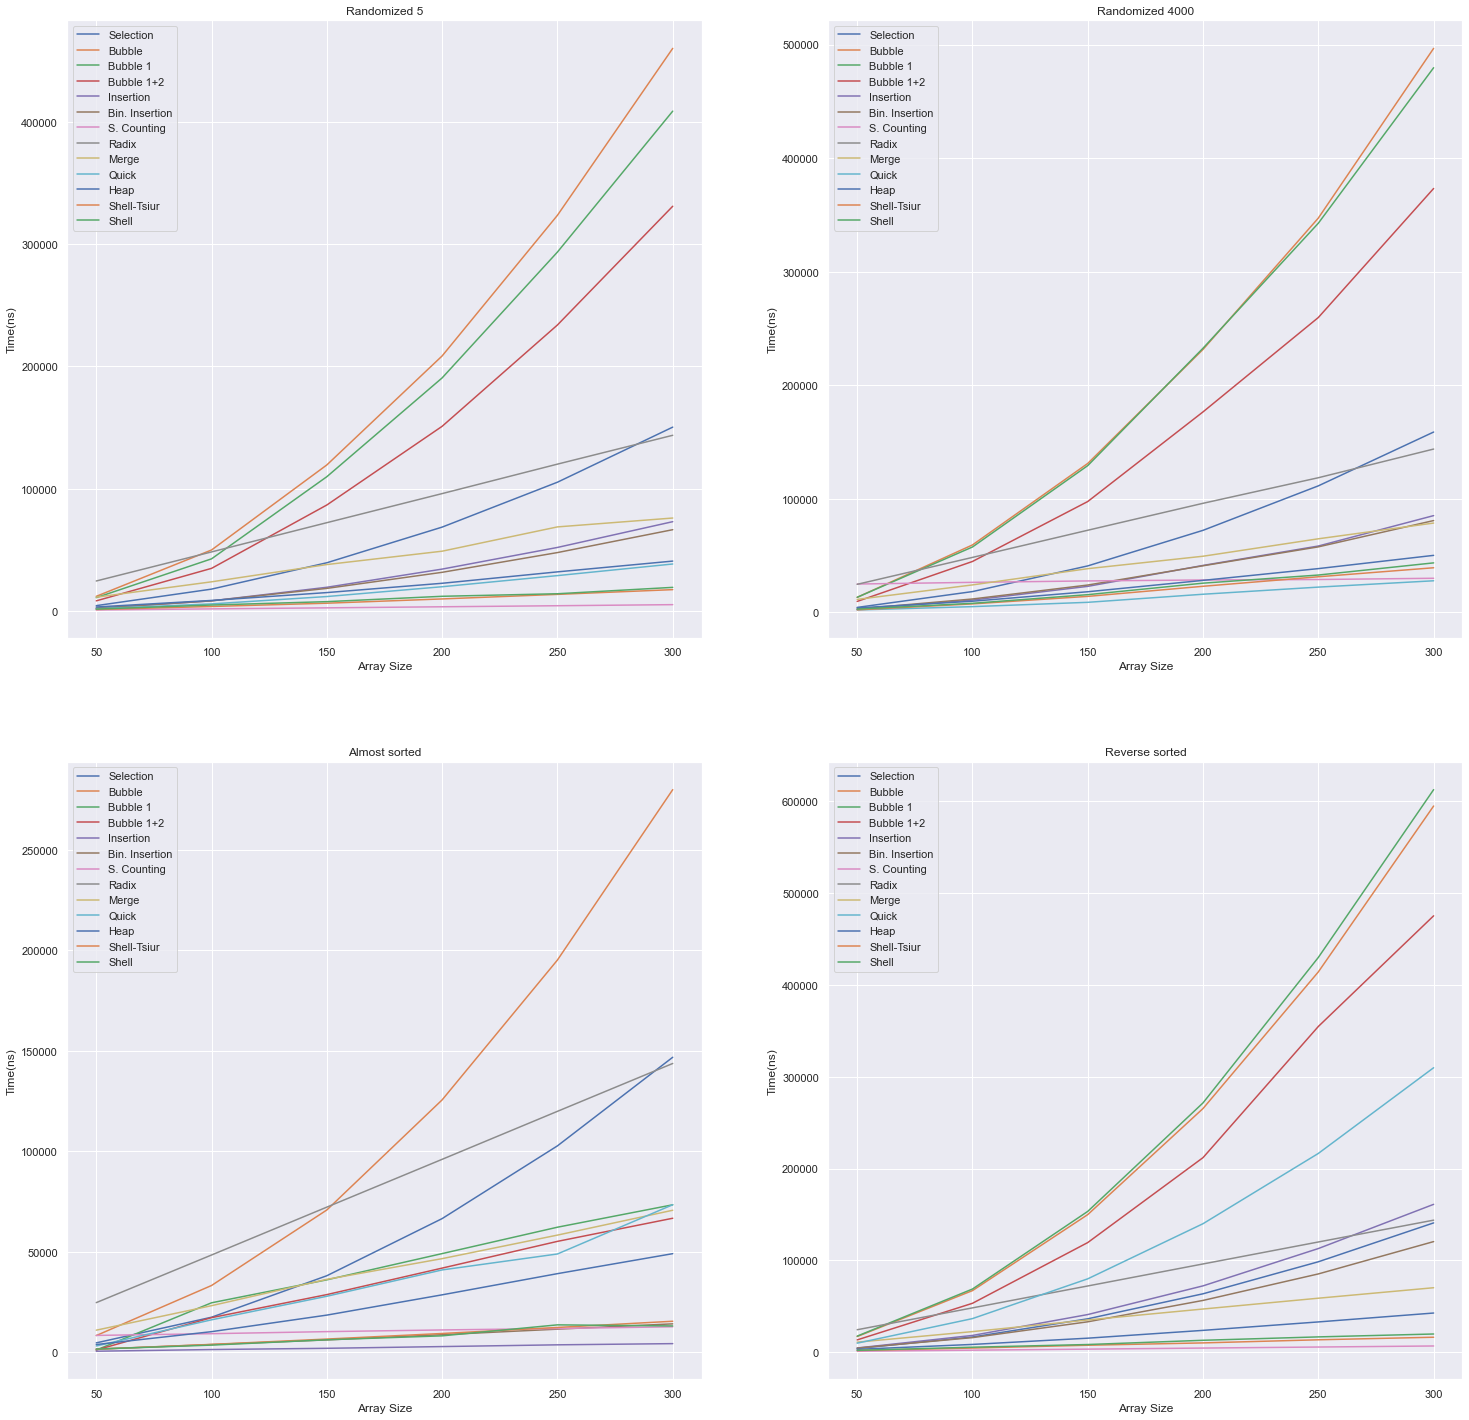 Randomized 5
Selection
Bubble
Bubble 1
Bubble 1+2
Insertion
Bin. Insertion
S. Counting
Radix
Merge
Quick
Heap
Shell-Tsiur
Shell
400000
300000
200000
100000
0
Time(ns)
50 100 150 200 250 300
Array Size
Randomized 4000
Selection
Bubble
Bubble 1
Bubble 1+2
Insertion
Bin. Insertion
S. Counting
Radix
Merge
Quick
Heap
Shell-Tsiur
Shell
500000
400000
300000
200000
100000
0
Time(ns)
50 100 150 200 250 300
Array Size
Almost sorted
Selection
Bubble
Bubble 1
Bubble 1+2
Insertion
Bin. Insertion
S. Counting
Radix
Merge
Quick
Heap
Shell-Tsiur
Shell
250000
200000
150000
100000
50000
0
Time(ns)
50 100 150 200 250 300
Array Size
Reverse sorted
Selection
Bubble
Bubble 1
Bubble 1+2
Insertion
Bin. Insertion
S. Counting
Radix
Merge
Quick
Heap
Shell-Tsiur
Shell
600000
500000
400000
300000
200000
100000
0
Time(ns)
50 100 150 200 250 300
Array Size